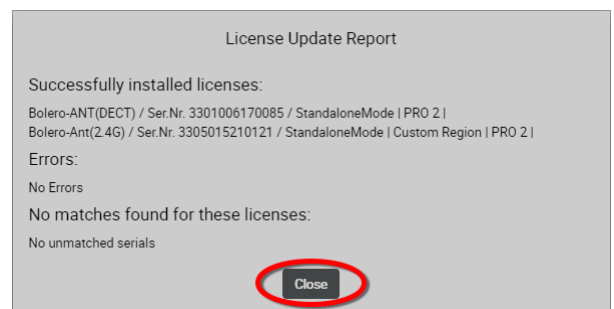 License Update Report
Successfully installed licenses:
Bolero-ANT(DECT) / Ser.Nr. 3301006170085 / StandaloneMode | PRO 2 |
Bolero-Ant(2.4G) / Ser.Nr. 3305015210121 / StandaloneMode | Custom Region | PRO 2 |
Errors:
No Errors
No matches found for these licenses:
No unmatched serials
Close